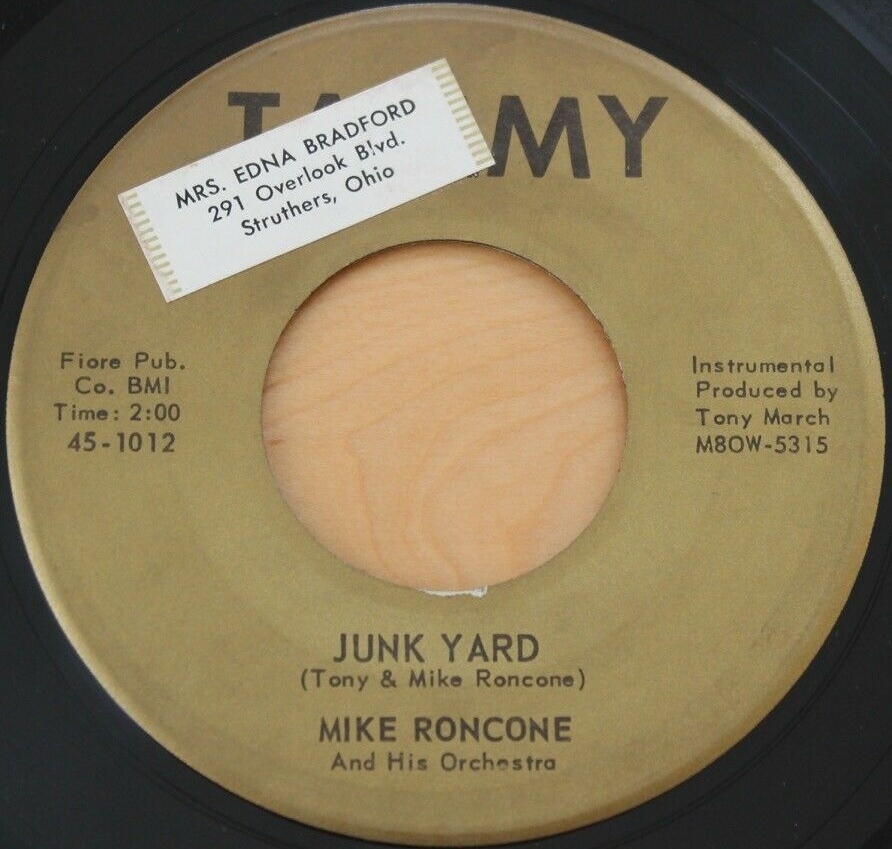 MRS. EDNA BRADFORD
291 Overlook Blvd.
Struthers, Ohio
Fiore Pub.
Co. BMI
Time: 2:00
45-1012
Instrumental
Produced by
Tony March
M8OW-5315
JUNK YARD
(Tony & Mike Roncone)
MIKE RONCONE
And His Orchestra